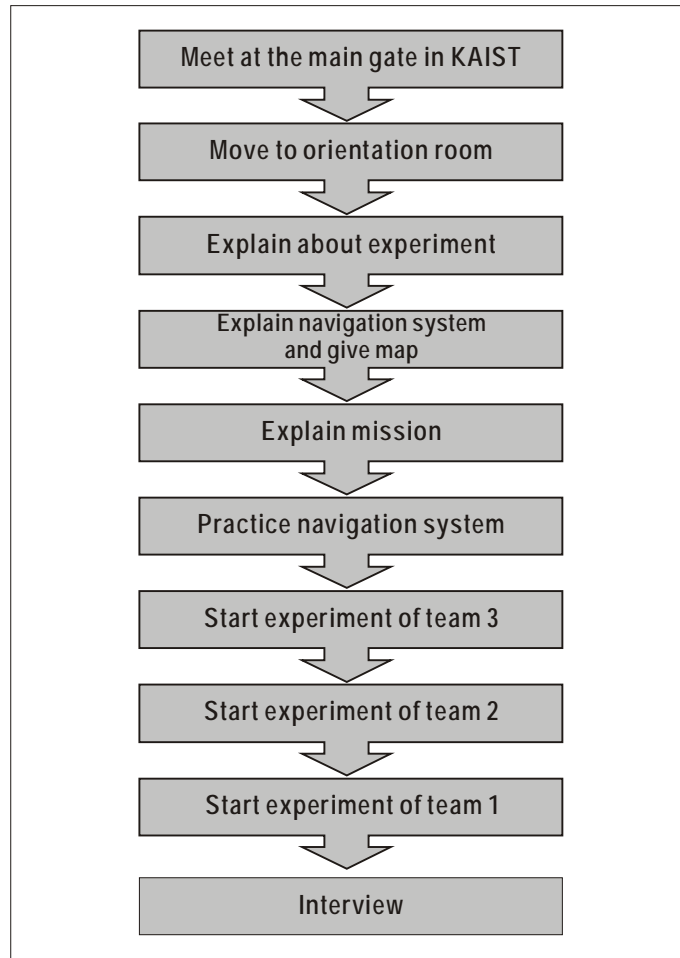 Meet at the main gate in KAIST
Move to orientation room
Explain about experiment
Explain navigation system
and give map
Explain mission
Practice navigation system
Start experiment of team 3
Start experiment of team 2
Start experiment of team 1
Interview